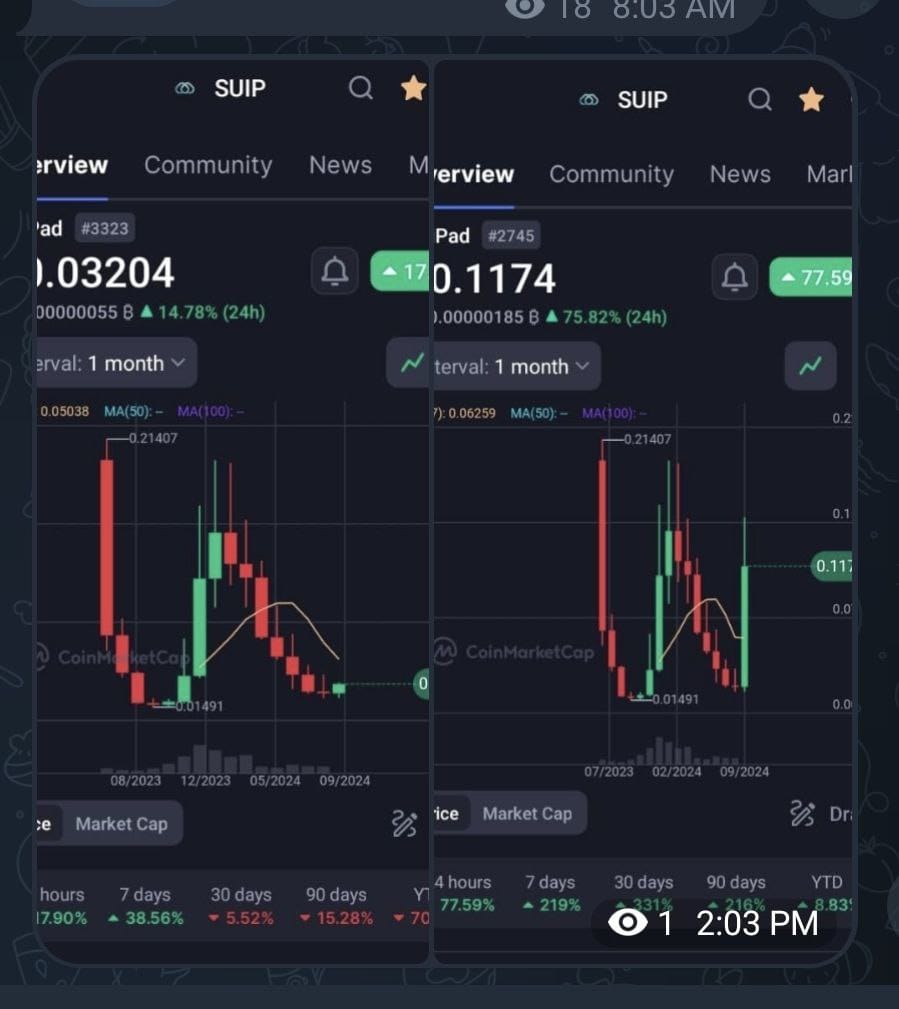 18 8:03 AM
SUIP
erview Community News M
Pad #3323
0.03204
00000055 ₿ ▲ 14.78% (24h)
▲ 17
erval: 1 month
0.05038 MA(50): – MA(100): –
0.21407
CoinMarketCap
0
0.01491
08/2023 12/2023 05/2024 09/2024
ce Market Cap
hours 7 days 30 days 90 days YT
17.90% ▲ 38.56% ▼ 5.52% ▼ 15.28% ▼ 70
SUIP
verview Community News Mar
Pad #2745
0.1174
0.00000185 ₿ ▲ 75.82% (24h)
▲ 77.59
terval: 1 month
7): 0.06259 MA(50): – MA(100): –
0.2
0.21407
0.1
0.117
0.0
CoinMarketCap
0.01491
0.0
07/2023 02/2024 09/2024
rice Market Cap Dra
4 hours 7 days 30 days 90 days YTD
77.59% ▲ 219% ▲ 331% ▲ 216% ▲ 8.83%
1 2:03 PM